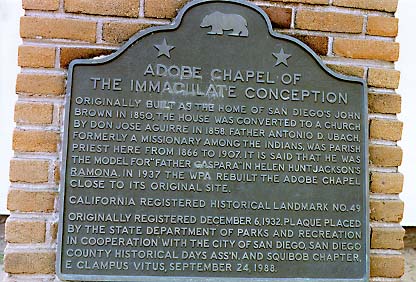 ADOBE CHAPEL OF
THE IMMACULATE CONCEPTION
ORIGINALLY BUILT AS THE HOME OF SAN DIEGO'S JOHN
BROWN IN 1850, THE HOUSE WAS CONVERTED TO A CHURCH
BY DON JOSE AGUIRRE IN 1858. FATHER ANTONIO D. UBACH,
FORMERLY A MISSIONARY AMONG THE INDIANS, WAS PARISH
PRIEST HERE FROM 1866 TO 1907. IT IS SAID THAT HE WAS
THE MODEL FOR "FATHER GASPARA" IN HELEN HUNT JACKSON'S
RAMONA. IN 1937 THE WPA REBUILT THE ADOBE CHAPEL
CLOSE TO ITS ORIGINAL SITE.
CALIFORNIA REGISTERED HISTORICAL LANDMARK NO. 49
ORIGINALLY REGISTERED DECEMBER 6, 1932. PLAQUE PLACED
BY THE STATE DEPARTMENT OF PARKS AND RECREATION
IN COOPERATION WITH THE CITY OF SAN DIEGO, SAN DIEGO
COUNTY HISTORICAL DAYS ASS'N, AND SQUIBOB CHAPTER,
E CLAMPUS VITUS, SEPTEMBER 24, 1988.